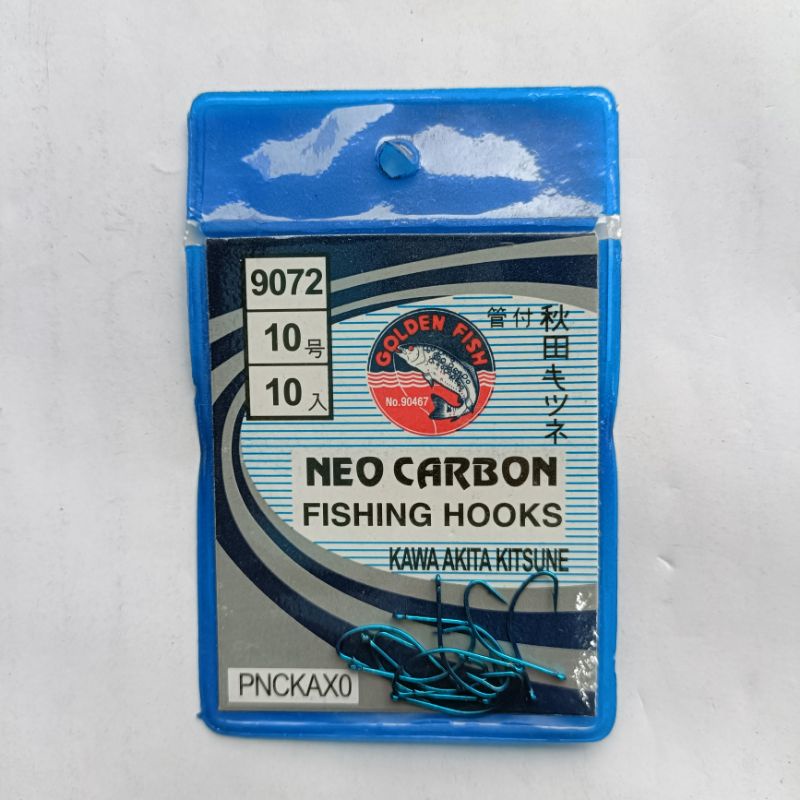 9072
10号
10入
GOLDEN FISH
No.90467
管付
秋田キツネ
NEO CARBON
FISHING HOOKS
KAWA AKITA KITSUNE
PNCKAX0